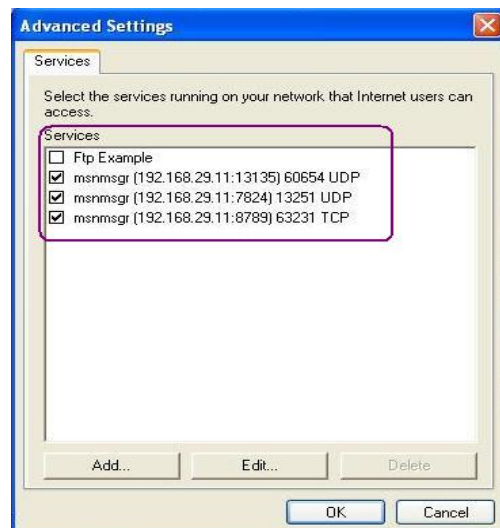 Advanced Settings
Services
Select the services running on your network that Internet users can
access.
Services
Ftp Example
msnmsgr (192.168.29.11:13135) 60654 UDP
msnmsgr (192.168.29.11:7824) 13251 UDP
msnmsgr (192.168.29.11:8789) 63231 TCP
Add... Edit... Delete
OK Cancel